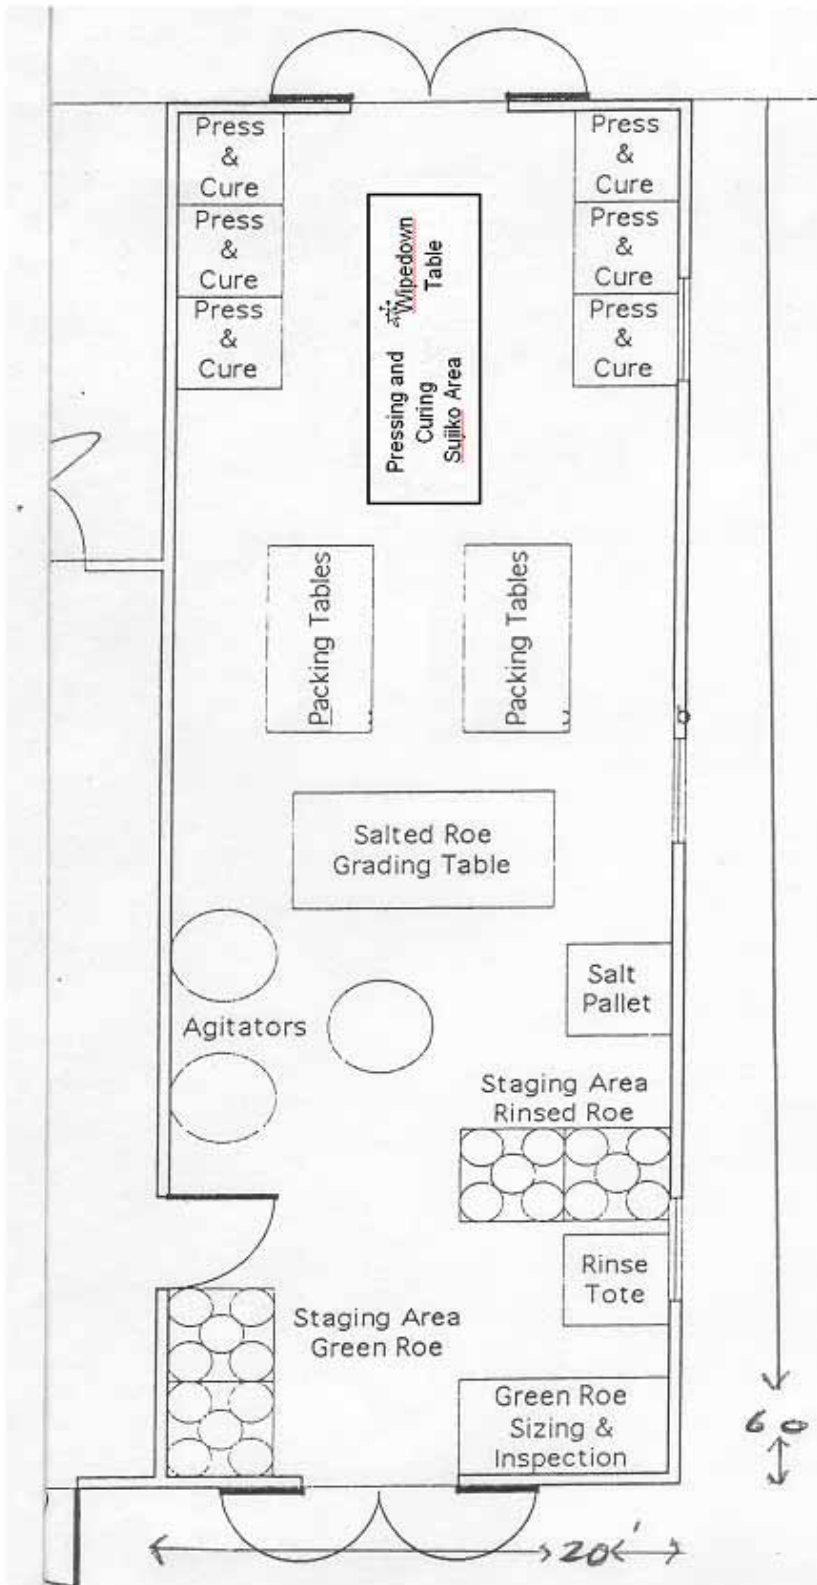 Press
&
Cure
Press
&
Cure
Press
&
Cure
Press
&
Cure
Press
&
Cure
Press
&
Cure
Pressing and
Curing
Sujiko Area
Wipedown
Table
Packing Tables
Packing Tables
Salted Roe
Grading Table
Agitators
Salt
Pallet
Staging Area
Rinsed Roe
Rinse
Tote
Staging Area
Green Roe
Green Roe
Sizing &
Inspection
60
20'